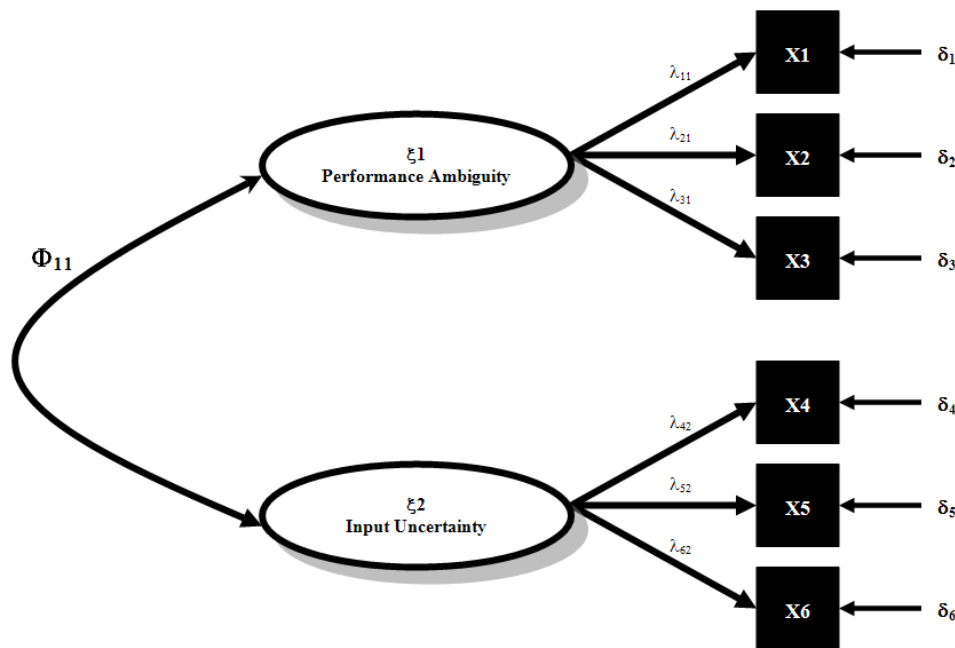 X1
δ₁
λ₁₁
ξ1
Performance Ambiguity
λ₂₁
X2
δ₂
λ₃₁
X3
δ₃
Φ₁₁
X4
δ₄
λ₄₂
ξ2
Input Uncertainty
λ₅₂
X5
δ₅
λ₆₂
X6
δ₆